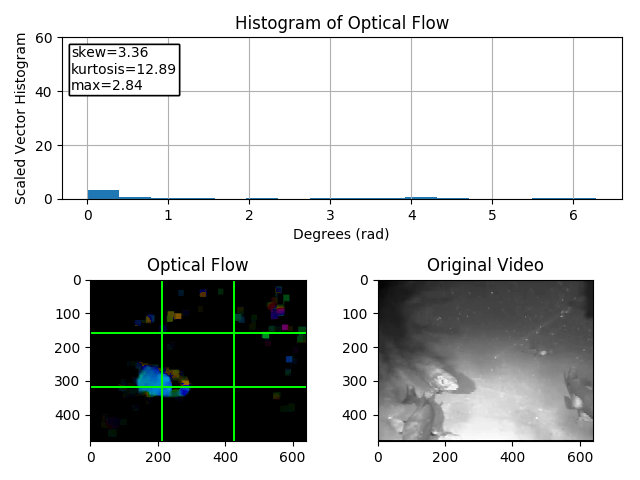 Histogram of Optical Flow
Scaled Vector Histogram
60
40
20
0
skew=3.36
kurtosis=12.89
max=2.84
0 1 2 3 4 5 6
Degrees (rad)
Optical Flow
0
100
200
300
400
0 200 400 600
Original Video
0
100
200
300
400
0 200 400 600